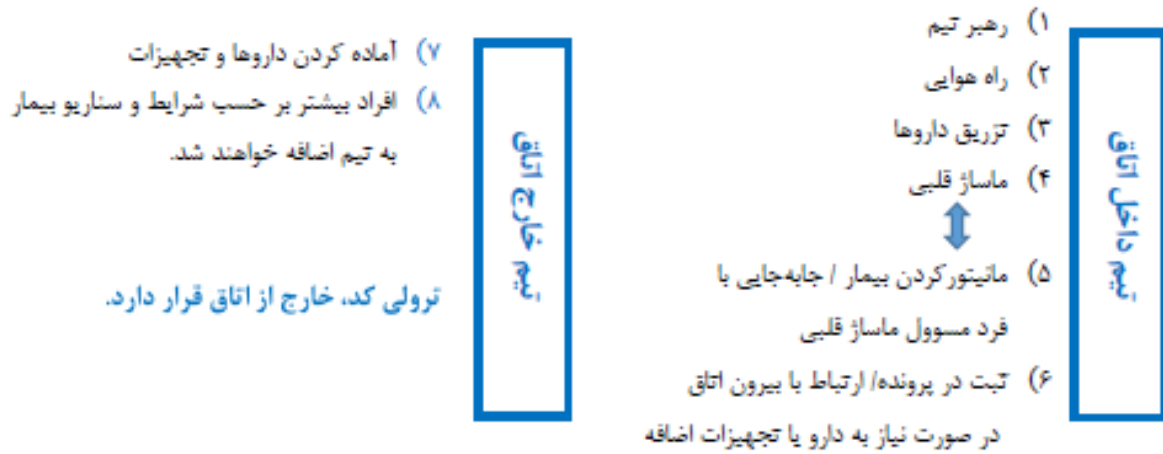 تیم داخل اتاق
۱) رهبر تیم
۲) راه هوایی
۳) تزریق داروها
۴) ماساژ قلبی
۵) مانیتورکردن بیمار / جابه‌جایی با
فرد مسوول ماساژ قلبی
۶) ثبت در پرونده/ ارتباط با بیرون اتاق
در صورت نیاز به دارو یا تجهیزات اضافه
تیم خارج اتاق
۷) آماده کردن داروها و تجهیزات
۸) افراد بیشتر بر حسب شرایط و سناریو بیمار
به تیم اضافه خواهند شد.
ترولی کد، خارج از اتاق قرار دارد.